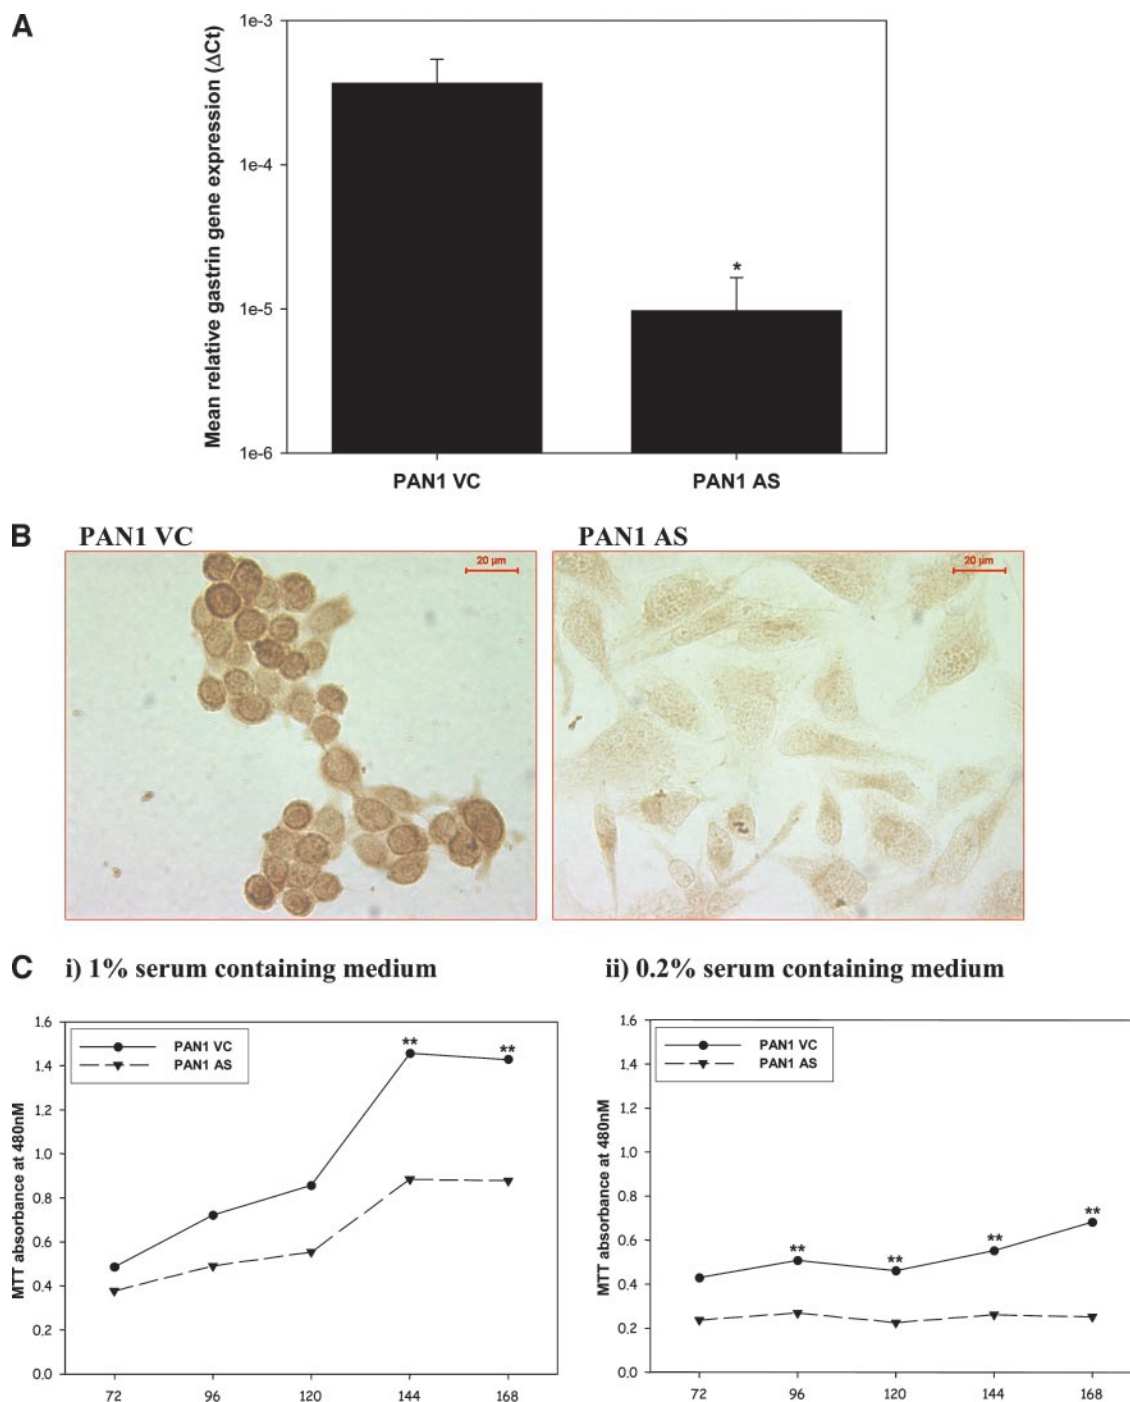 A
Mean relative gastrin gene expression (ΔCt)
1e-3
1e-4
1e-5
1e-6
*
PAN1 VC
PAN1 AS
B
PAN1 VC
PAN1 AS
20 µm
20 µm
C
i) 1% serum containing medium
ii) 0.2% serum containing medium
MTT absorbance at 480nM
1.6
1.4
1.2
1.0
0.8
0.6
0.4
0.2
0.0
PAN1 VC
PAN1 AS
**
**
72 96 120 144 168
MTT absorbance at 480nM
1.6
1.4
1.2
1.0
0.8
0.6
0.4
0.2
0.0
PAN1 VC
PAN1 AS
**
**
**
**
72 96 120 144 168